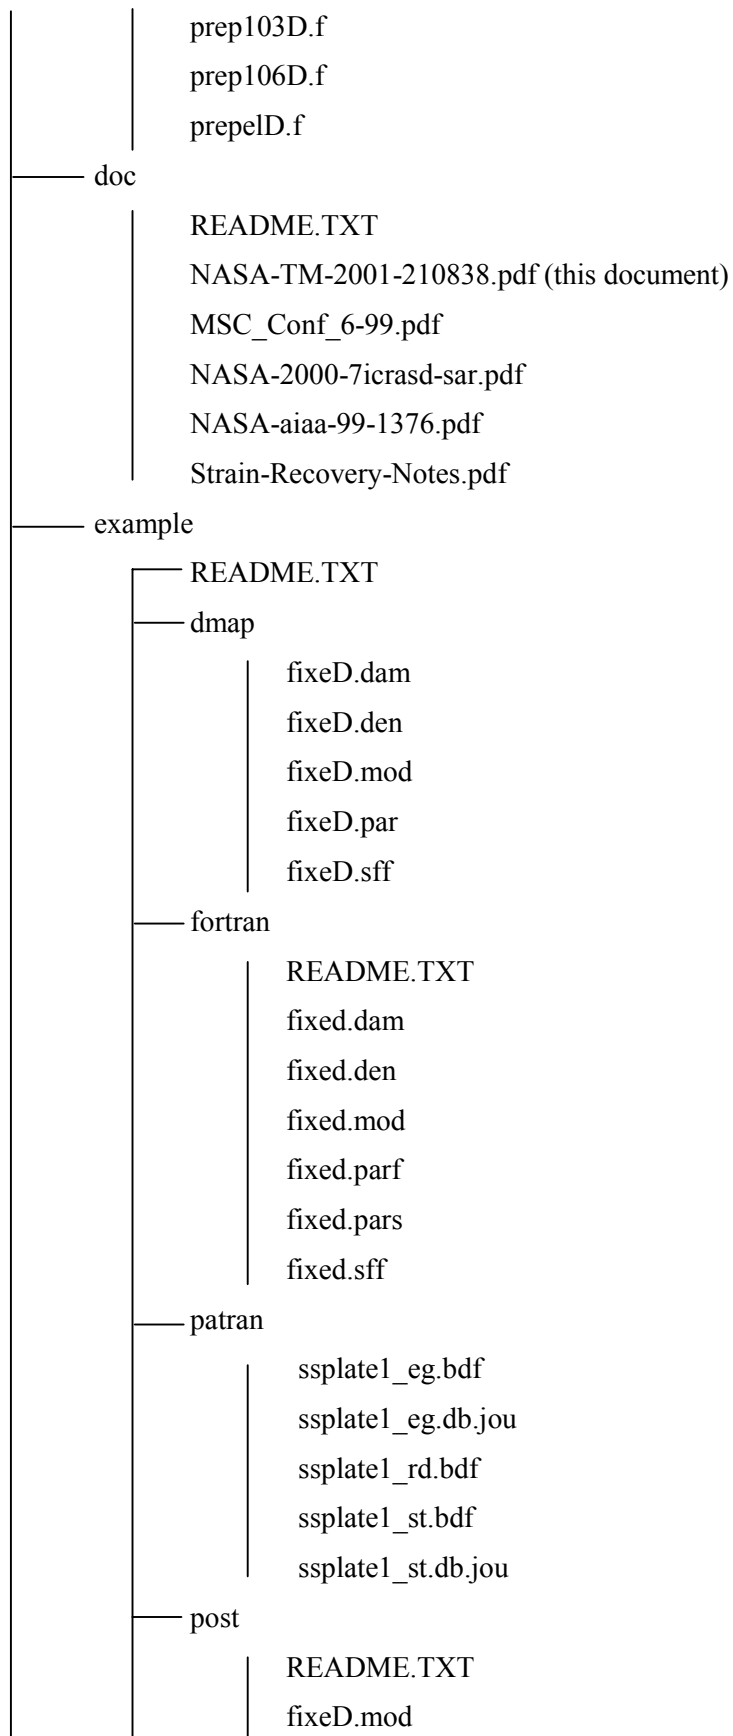 prep103D.f
prep106D.f
prepelD.f
doc
README.TXT
NASA-TM-2001-210838.pdf (this document)
MSC_Conf_6-99.pdf
NASA-2000-7icrasd-sar.pdf
NASA-aiaa-99-1376.pdf
Strain-Recovery-Notes.pdf
example
README.TXT
dmap
fixeD.dam
fixeD.den
fixeD.mod
fixeD.par
fixeD.sff
fortran
README.TXT
fixed.dam
fixed.den
fixed.mod
fixed.parf
fixed.pars
fixed.sff
patran
ssplate1_eg.bdf
ssplate1_eg.db.jou
ssplate1_rd.bdf
ssplate1_st.bdf
ssplate1_st.db.jou
post
README.TXT
fixeD.mod